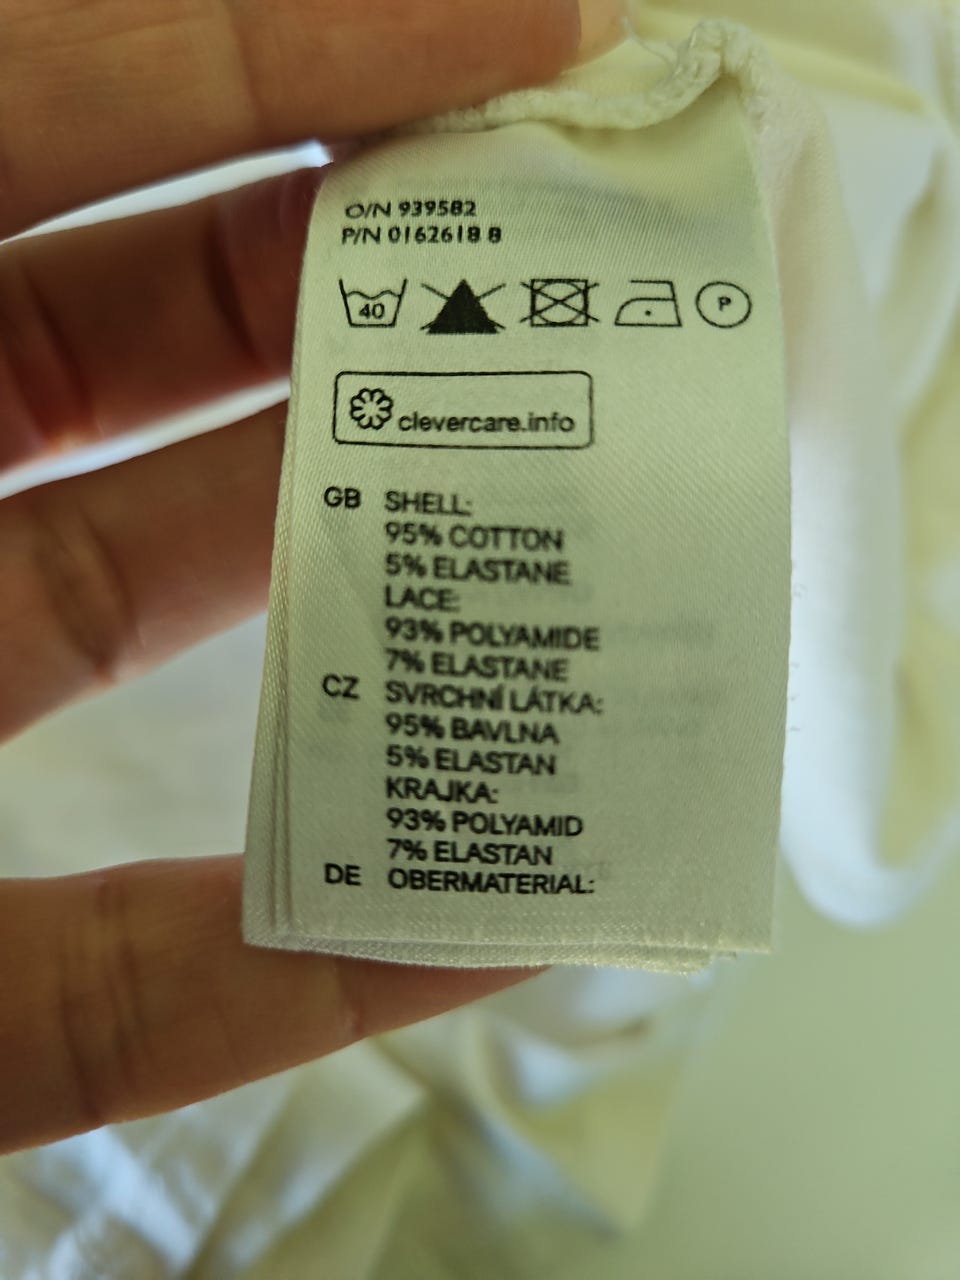 O/N 939582
P/N 0162618 8
40 P
clevercare.info
GB SHELL:
95% COTTON
5% ELASTANE
LACE:
93% POLYAMIDE
7% ELASTANE
CZ SVRCHNÍ LÁTKA:
95% BAVLNA
5% ELASTAN
KRAJKA:
93% POLYAMID
7% ELASTAN
DE OBERMATERIAL: